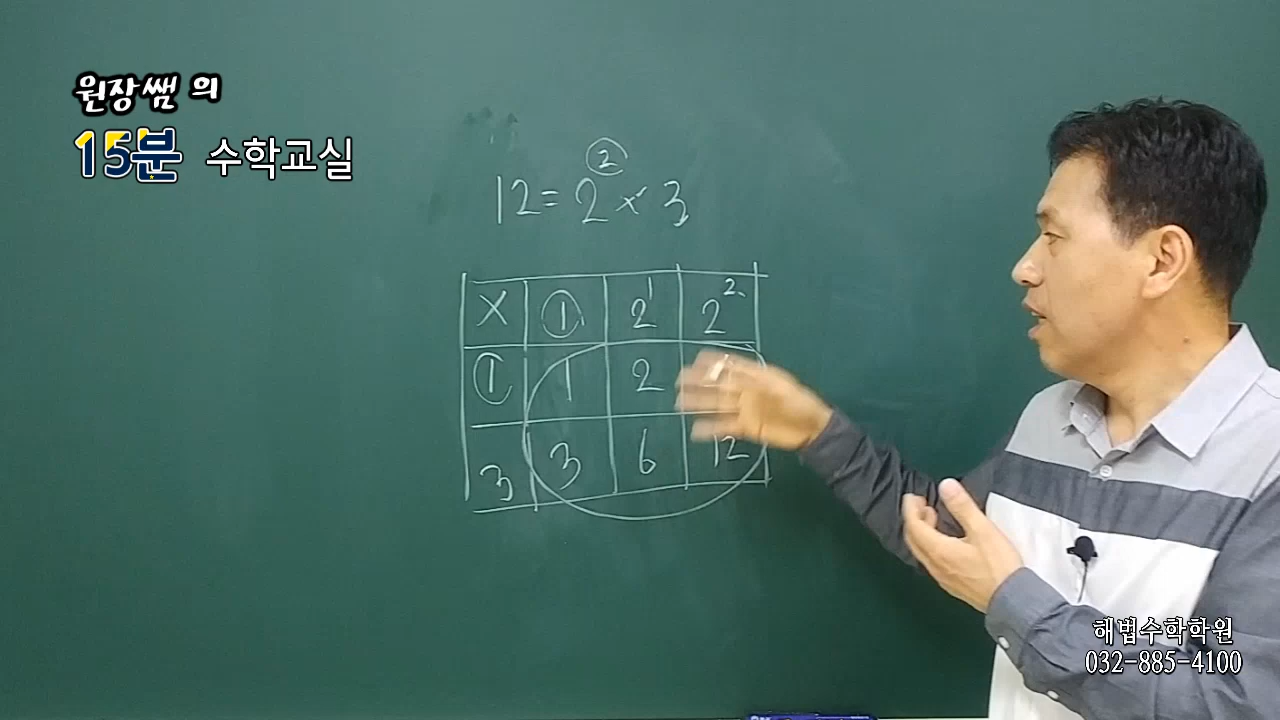 원장쌤의
15분 수학교실
12=2²×3
× ① 2¹ 2²
① 1 2
3 3 6 12
해법수학학원
032-885-4100